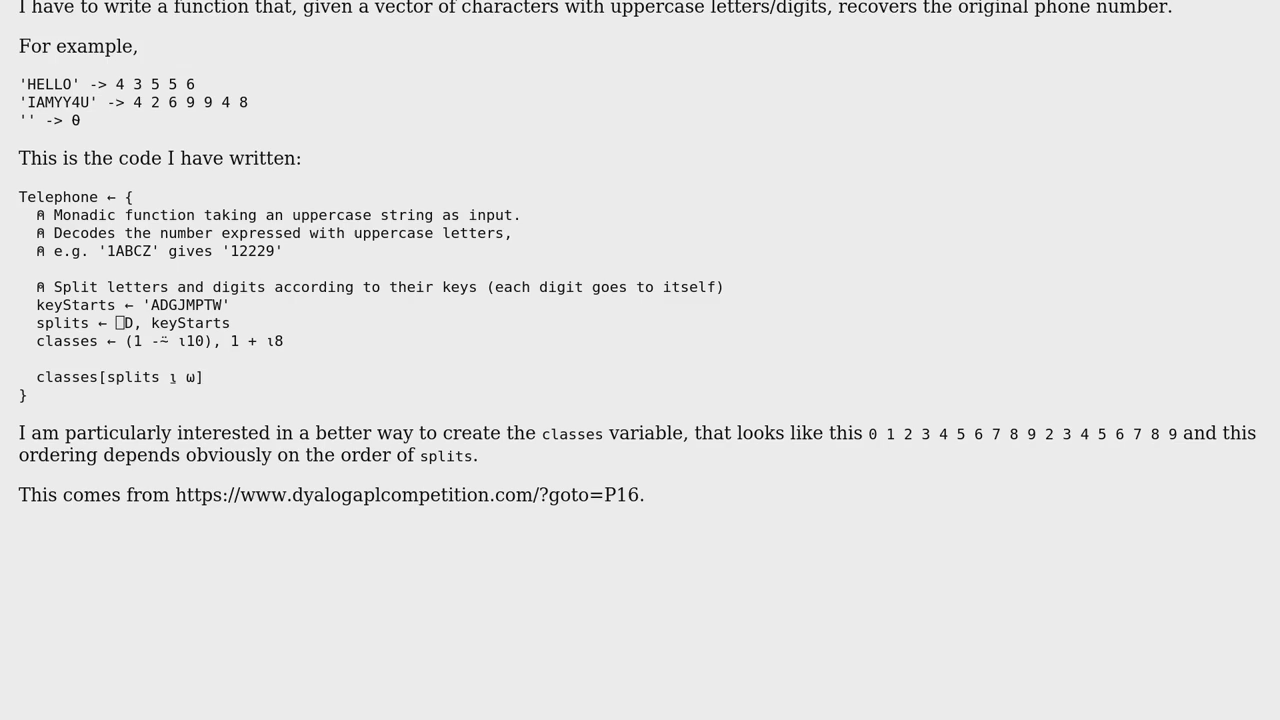 I have to write a function that, given a vector of characters with uppercase letters/digits, recovers the original phone number.
For example,
'HELLO' -> 4 3 5 5 6
'IAMYY4U' -> 4 2 6 9 9 4 8
'' -> ⍬
This is the code I have written:
Telephone ← {
  ⍝ Monadic function taking an uppercase string as input.
  ⍝ Decodes the number expressed with uppercase letters,
  ⍝ e.g. '1ABCZ' gives '12229'
  ⍝ Split letters and digits according to their keys (each digit goes to itself)
  keyStarts ← 'ADGJMPTW'
  splits ← ⎕D, keyStarts
  classes ← (1 -⍨ ⍳10), 1 + ⍳8
  classes[splits ⍸ ⍵]
}
I am particularly interested in a better way to create the classes variable, that looks like this 0 1 2 3 4 5 6 7 8 9 2 3 4 5 6 7 8 9 and this
ordering depends obviously on the order of splits.
This comes from https://www.dyalogaplcompetition.com/?goto=P16.